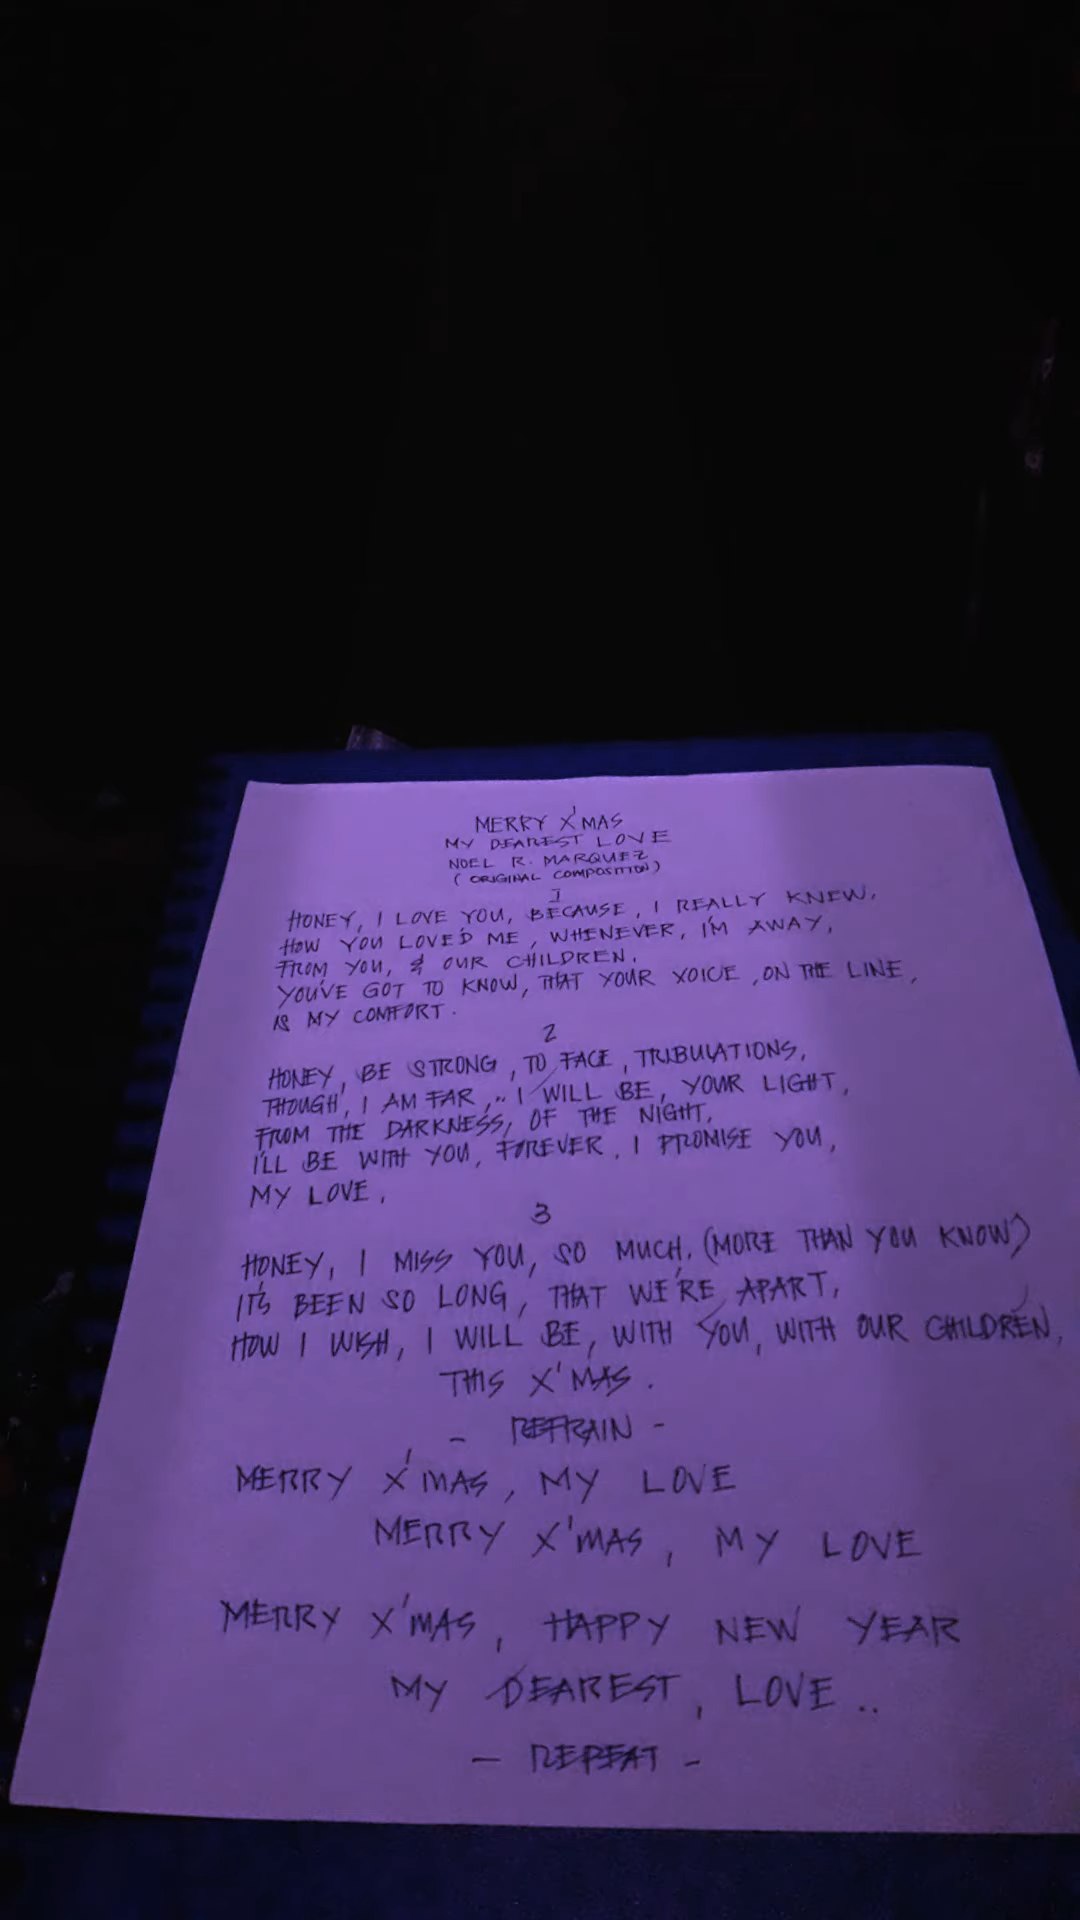 MERRY X'MAS
MY DEAREST LOVE
NOEL R. MARQUEZ
(ORIGINAL COMPOSITION)
1
HONEY, I LOVE YOU, BECAUSE, I REALLY KNEW,
HOW YOU LOVED ME, WHENEVER, I'M AWAY,
FROM YOU, & OUR CHILDREN.
YOU'VE GOT TO KNOW, THAT YOUR VOICE, ON THE LINE,
IS MY COMFORT.
2
HONEY, BE STRONG, TO FACE, TRIBULATIONS,
THOUGH, I AM FAR,.. I WILL BE, YOUR LIGHT,
FROM THE DARKNESS, OF THE NIGHT,
I'LL BE WITH YOU, FOREVER, I PROMISE YOU,
MY LOVE,
3
HONEY, I MISS YOU, SO MUCH, (MORE THAN YOU KNOW)
IT'S BEEN SO LONG, THAT WE'RE APART,
HOW I WISH, I WILL BE, WITH YOU, WITH OUR CHILDREN,
THIS X'MAS.
- REFRAIN -
MERRY X'MAS, MY LOVE
MERRY X'MAS, MY LOVE
MERRY X'MAS, HAPPY NEW YEAR
MY DEAREST, LOVE..
- REPEAT -